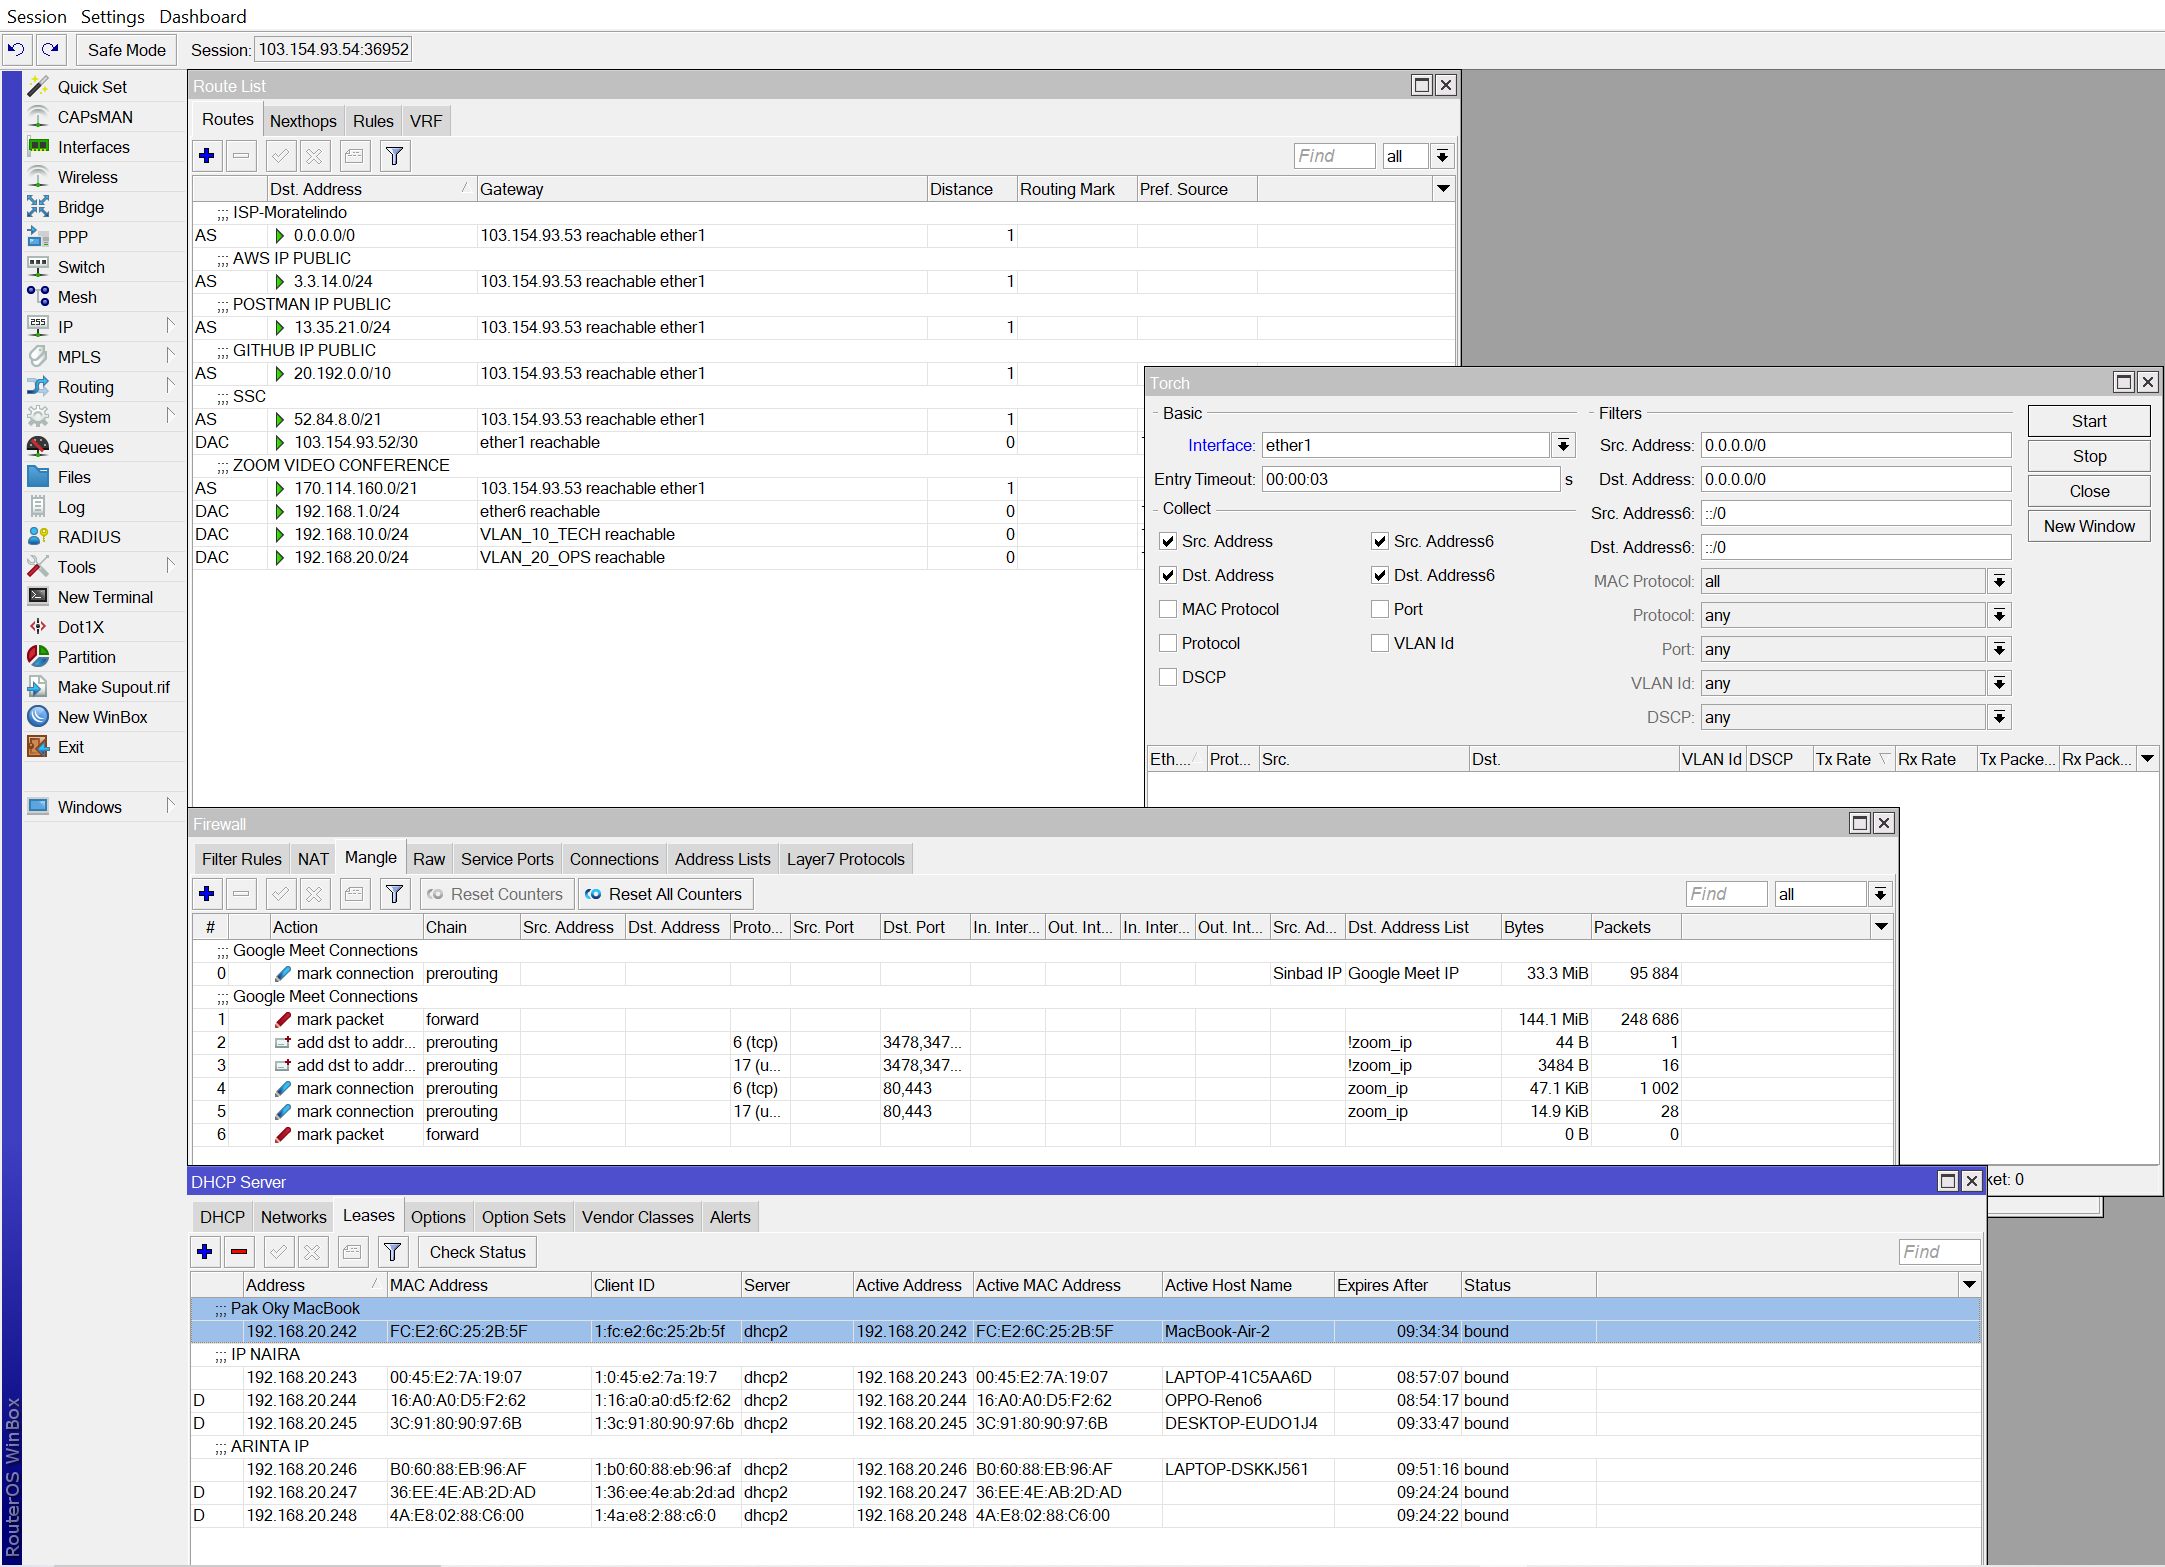 Session Settings Dashboard
Safe Mode Session: 103.154.93.54:36952
Quick Set
CAPsMAN
Interfaces
Wireless
Bridge
PPP
Switch
Mesh
IP
MPLS
Routing
System
Queues
Files
Log
RADIUS
Tools
New Terminal
Dot1X
Partition
Make Supout.rif
New WinBox
Exit
Windows
RouterOS WinBox
Route List
Routes Nexthops Rules VRF
Find all
Dst. Address Gateway Distance Routing Mark Pref. Source
;;; ISP-Moratelindo
AS 0.0.0.0/0 103.154.93.53 reachable ether1 1
;;; AWS IP PUBLIC
AS 3.3.14.0/24 103.154.93.53 reachable ether1 1
;;; POSTMAN IP PUBLIC
AS 13.35.21.0/24 103.154.93.53 reachable ether1 1
;;; GITHUB IP PUBLIC
AS 20.192.0.0/10 103.154.93.53 reachable ether1 1
;;; SSC
AS 52.84.8.0/21 103.154.93.53 reachable ether1 1
DAC 103.154.93.52/30 ether1 reachable 0
;;; ZOOM VIDEO CONFERENCE
AS 170.114.160.0/21 103.154.93.53 reachable ether1 1
DAC 192.168.1.0/24 ether6 reachable 0
DAC 192.168.10.0/24 VLAN_10_TECH reachable 0
DAC 192.168.20.0/24 VLAN_20_OPS reachable 0
Torch
Basic
Interface: ether1
Entry Timeout: 00:00:03 s
Collect
Src. Address Src. Address6
Dst. Address Dst. Address6
MAC Protocol Port
Protocol VLAN Id
DSCP
Filters
Src. Address: 0.0.0.0/0
Dst. Address: 0.0.0.0/0
Src. Address6: ::/0
Dst. Address6: ::/0
MAC Protocol: all
Protocol: any
Port: any
VLAN Id: any
DSCP: any
Start
Stop
Close
New Window
Eth.... Prot... Src. Dst. VLAN Id DSCP Tx Rate Rx Rate Tx Packe... Rx Pack...
ket: 0
Firewall
Filter Rules NAT Mangle Raw Service Ports Connections Address Lists Layer7 Protocols
Reset Counters Reset All Counters Find all
# Action Chain Src. Address Dst. Address Proto... Src. Port Dst. Port In. Inter... Out. Int... In. Inter... Out. Int... Src. Ad... Dst. Address List Bytes Packets
;;; Google Meet Connections
0 mark connection prerouting Sinbad IP Google Meet IP 33.3 MiB 95 884
;;; Google Meet Connections
1 mark packet forward 144.1 MiB 248 686
2 add dst to addr... prerouting 6 (tcp) 3478,347... !zoom_ip 44 B 1
3 add dst to addr... prerouting 17 (u... 3478,347... !zoom_ip 3484 B 16
4 mark connection prerouting 6 (tcp) 80,443 zoom_ip 47.1 KiB 1 002
5 mark connection prerouting 17 (u... 80,443 zoom_ip 14.9 KiB 28
6 mark packet forward 0 B 0
DHCP Server
DHCP Networks Leases Options Option Sets Vendor Classes Alerts
Check Status Find
Address MAC Address Client ID Server Active Address Active MAC Address Active Host Name Expires After Status
;;; Pak Oky MacBook
192.168.20.242 FC:E2:6C:25:2B:5F 1:fc:e2:6c:25:2b:5f dhcp2 192.168.20.242 FC:E2:6C:25:2B:5F MacBook-Air-2 09:34:34 bound
;;; IP NAIRA
192.168.20.243 00:45:E2:7A:19:07 1:0:45:e2:7a:19:7 dhcp2 192.168.20.243 00:45:E2:7A:19:07 LAPTOP-41C5AA6D 08:57:07 bound
D 192.168.20.244 16:A0:A0:D5:F2:62 1:16:a0:a0:d5:f2:62 dhcp2 192.168.20.244 16:A0:A0:D5:F2:62 OPPO-Reno6 08:54:17 bound
D 192.168.20.245 3C:91:80:90:97:6B 1:3c:91:80:90:97:6b dhcp2 192.168.20.245 3C:91:80:90:97:6B DESKTOP-EUDO1J4 09:33:47 bound
;;; ARINTA IP
192.168.20.246 B0:60:88:EB:96:AF 1:b0:60:88:eb:96:af dhcp2 192.168.20.246 B0:60:88:EB:96:AF LAPTOP-DSKKJ561 09:51:16 bound
D 192.168.20.247 36:EE:4E:AB:2D:AD 1:36:ee:4e:ab:2d:ad dhcp2 192.168.20.247 36:EE:4E:AB:2D:AD 09:24:24 bound
D 192.168.20.248 4A:E8:02:88:C6:00 1:4a:e8:2:88:c6:0 dhcp2 192.168.20.248 4A:E8:02:88:C6:00 09:24:22 bound